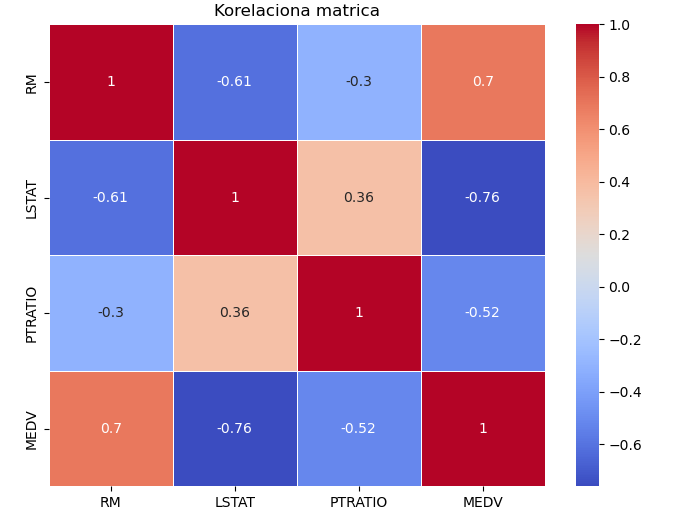 Korelaciona matrica
RM 1 -0.61 -0.3 0.7
LSTAT -0.61 1 0.36 -0.76
PTRATIO -0.3 0.36 1 -0.52
MEDV 0.7 -0.76 -0.52 1
RM LSTAT PTRATIO MEDV
1.0
0.8
0.6
0.4
0.2
0.0
−0.2
−0.4
−0.6